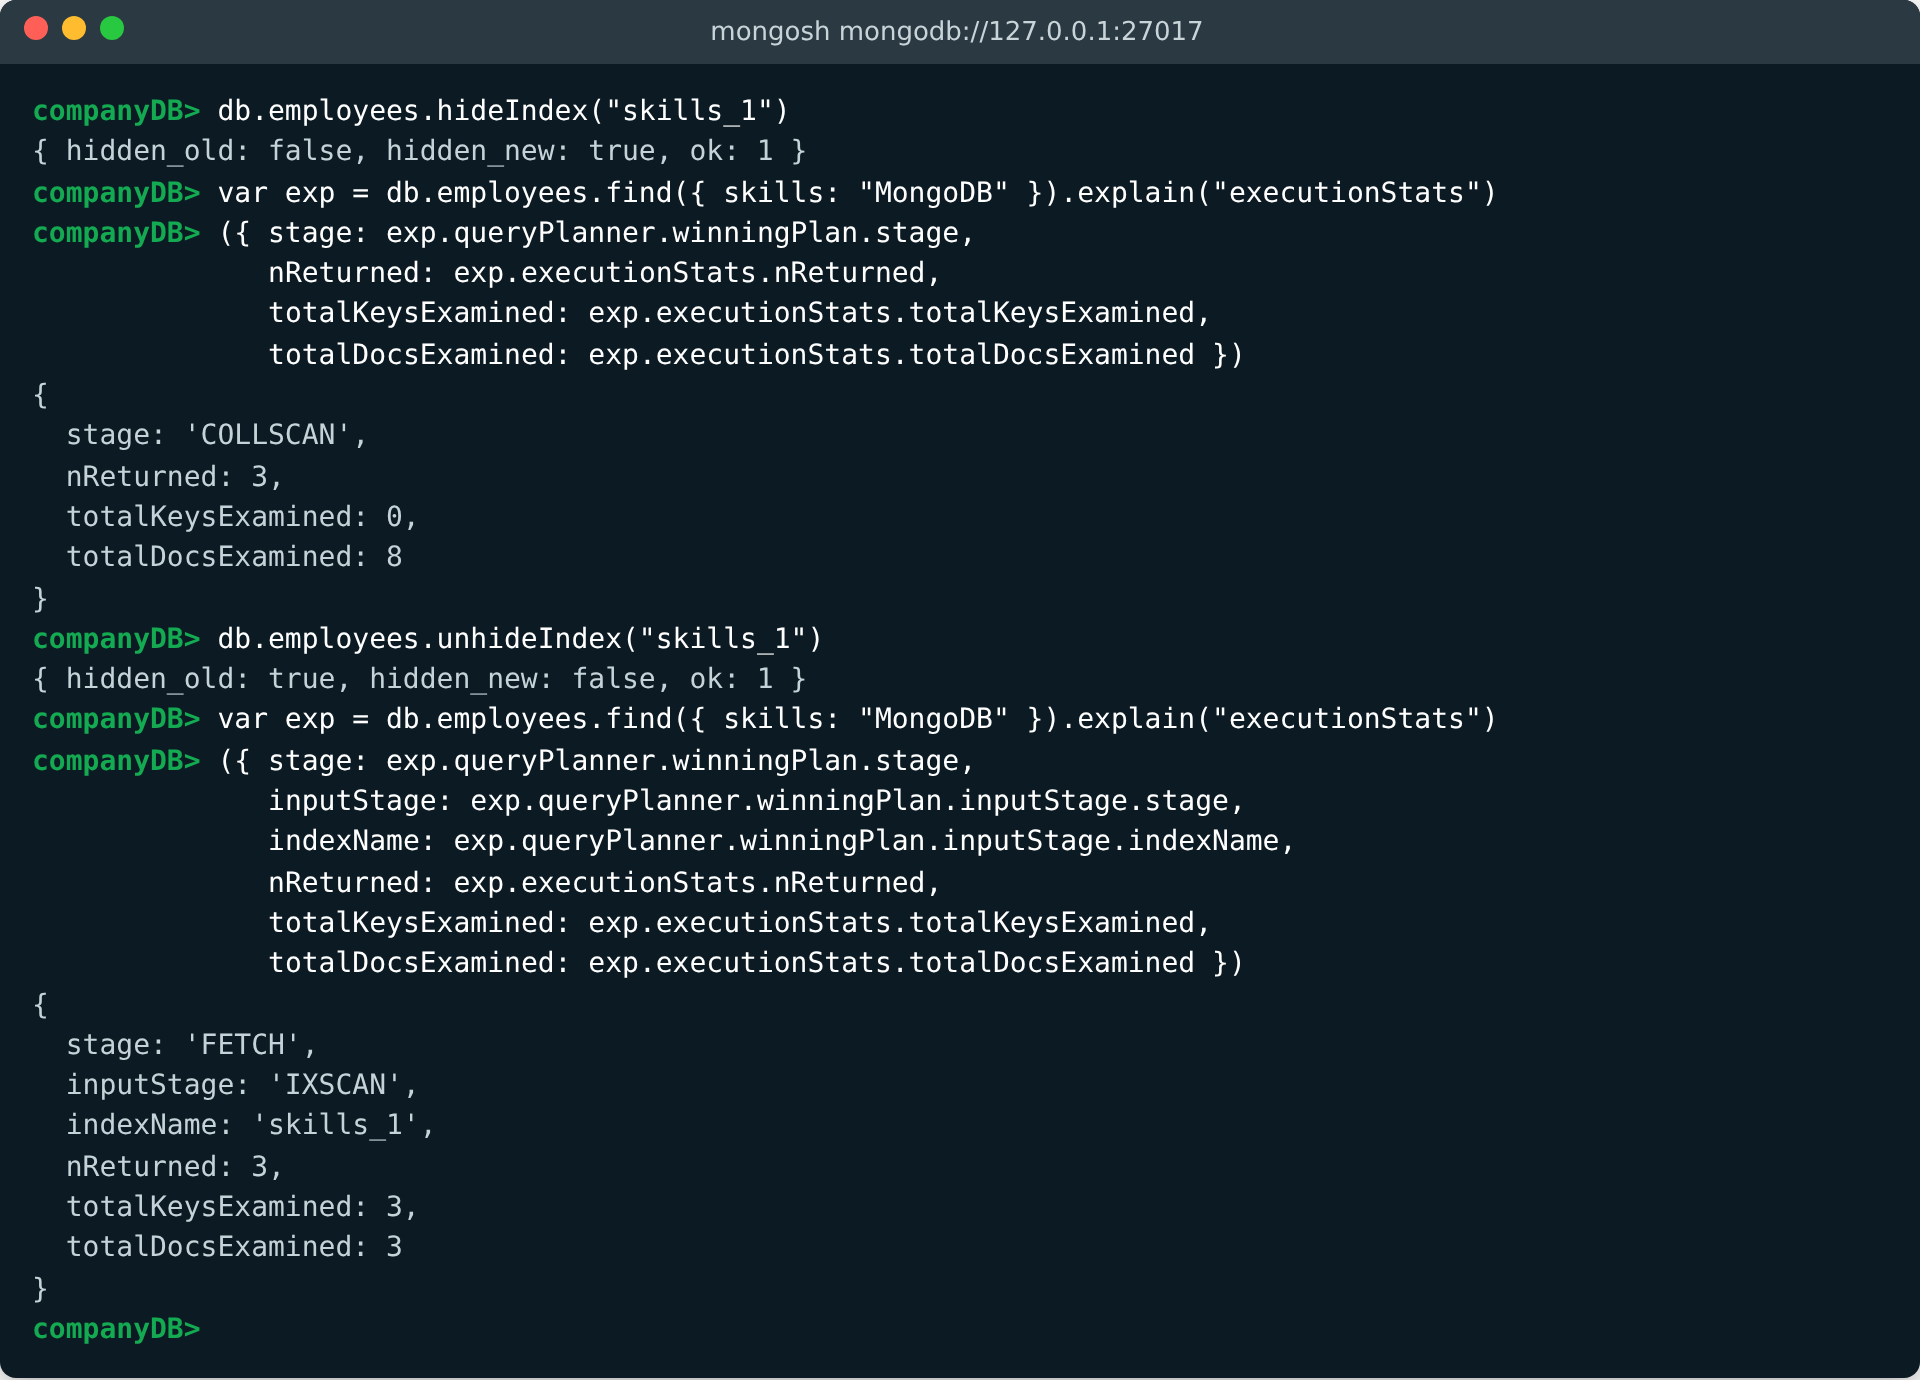 mongosh mongodb://127.0.0.1:27017
companyDB> db.employees.hideIndex("skills_1")
{ hidden_old: false, hidden_new: true, ok: 1 }
companyDB> var exp = db.employees.find({ skills: "MongoDB" }).explain("executionStats")
companyDB> ({ stage: exp.queryPlanner.winningPlan.stage,
              nReturned: exp.executionStats.nReturned,
              totalKeysExamined: exp.executionStats.totalKeysExamined,
              totalDocsExamined: exp.executionStats.totalDocsExamined })
{
  stage: 'COLLSCAN',
  nReturned: 3,
  totalKeysExamined: 0,
  totalDocsExamined: 8
}
companyDB> db.employees.unhideIndex("skills_1")
{ hidden_old: true, hidden_new: false, ok: 1 }
companyDB> var exp = db.employees.find({ skills: "MongoDB" }).explain("executionStats")
companyDB> ({ stage: exp.queryPlanner.winningPlan.stage,
              inputStage: exp.queryPlanner.winningPlan.inputStage.stage,
              indexName: exp.queryPlanner.winningPlan.inputStage.indexName,
              nReturned: exp.executionStats.nReturned,
              totalKeysExamined: exp.executionStats.totalKeysExamined,
              totalDocsExamined: exp.executionStats.totalDocsExamined })
{
  stage: 'FETCH',
  inputStage: 'IXSCAN',
  indexName: 'skills_1',
  nReturned: 3,
  totalKeysExamined: 3,
  totalDocsExamined: 3
}
companyDB>